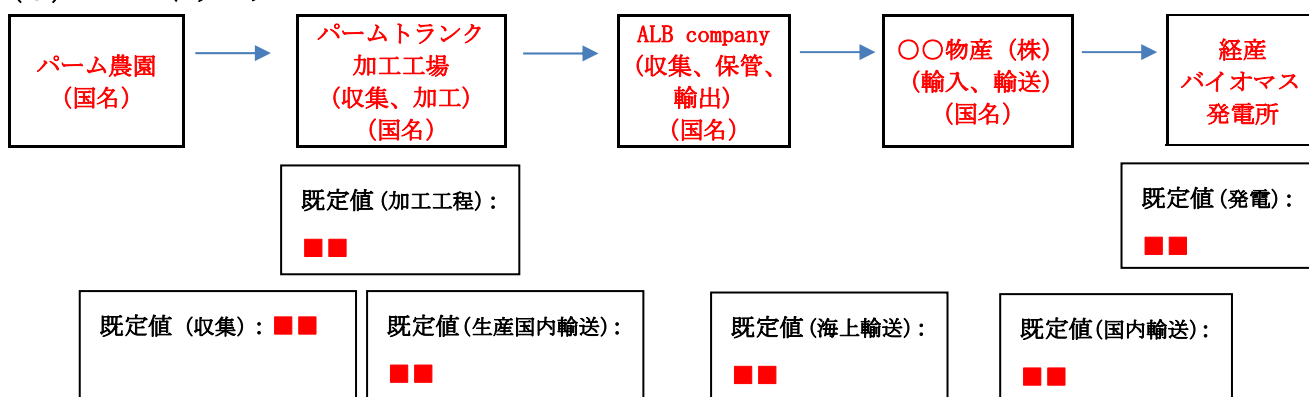 パーム農園
(国名)
パームトランク
加工工場
(収集、加工)
(国名)
ALB company
(収集、保管、
輸出)
(国名)
〇〇物産(株)
(輸入、輸送)
(国名)
経産
バイオマス
発電所
既定値(加工工程):
■■
既定値(発電):
■■
既定値（収集）: ■■
既定値(生産国内輸送):
■■
既定値(海上輸送):
■■
既定値(国内輸送):
■■